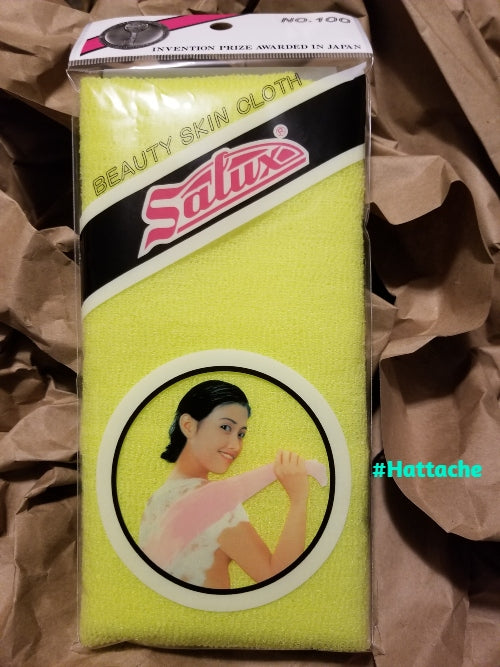 NO. 100
INVENTION PRIZE AWARDED IN JAPAN
BEAUTY SKIN CLOTH
Salux®
#Hattache